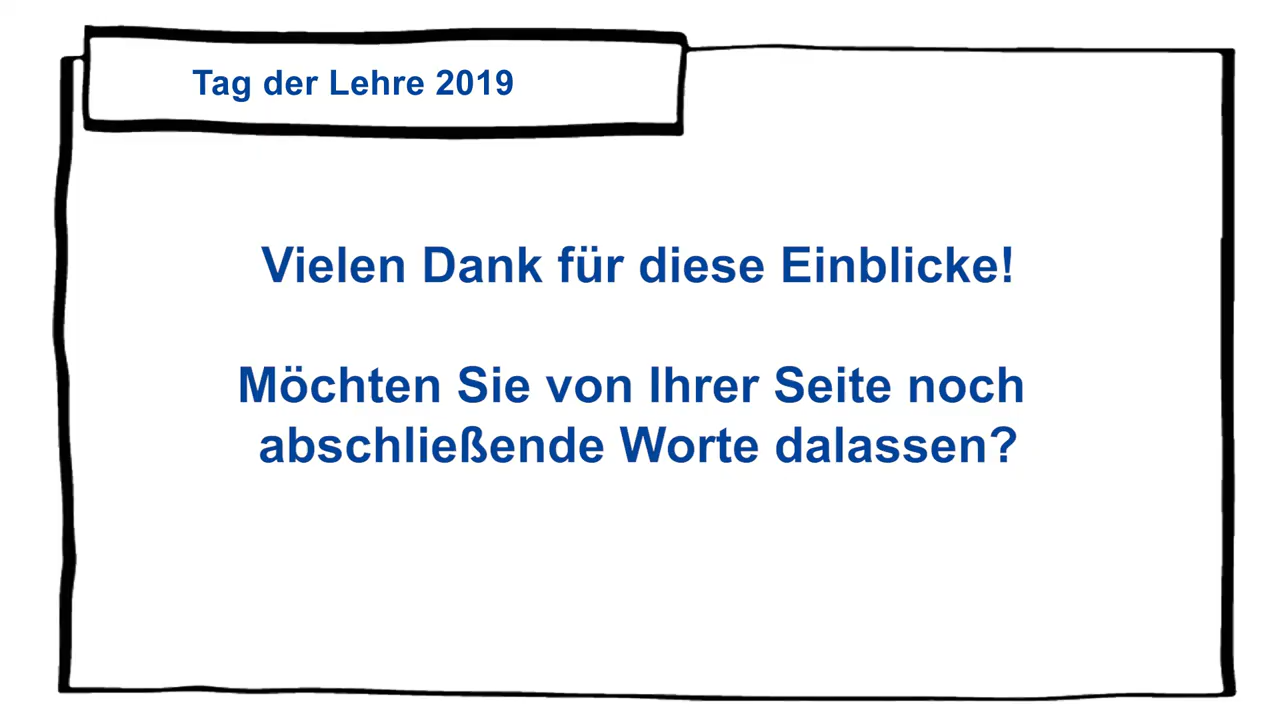 Tag der Lehre 2019
Vielen Dank für diese Einblicke!
Möchten Sie von Ihrer Seite noch
abschließende Worte dalassen?